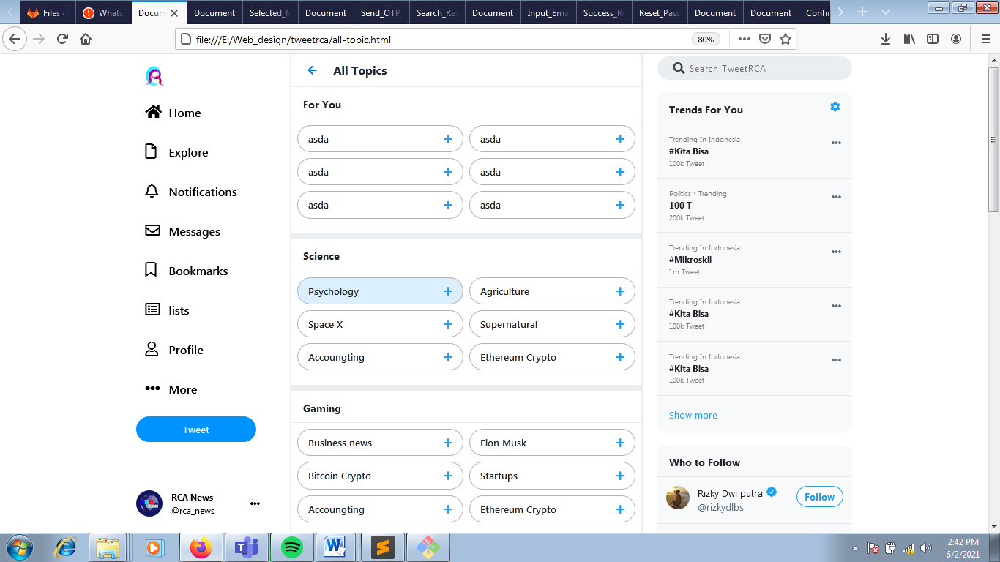 Files
Whats
Docum
Document
Selected_
Document
Send_OTP
Search_Re
Document
Input_Ema
Success_R
Reset_Pass
Document
Document
Confir
file:///E:/Web_design/tweetrca/all-topic.html
80%
Home
Explore
Notifications
Messages
Bookmarks
lists
Profile
More
Tweet
RCA News
@rca_news
All Topics
For You
asda
asda
asda
asda
asda
asda
Science
Psychology
Agriculture
Space X
Supernatural
Accoungting
Ethereum Crypto
Gaming
Business news
Elon Musk
Bitcoin Crypto
Startups
Accoungting
Ethereum Crypto
Search TweetRCA
Trends For You
Trending In Indonesia
#Kita Bisa
100k Tweet
Politics * Trending
100 T
200k Tweet
Trending In Indonesia
#Mikroskil
1m Tweet
Trending In Indonesia
#Kita Bisa
100k Tweet
Trending In Indonesia
#Kita Bisa
100k Tweet
Show more
Who to Follow
Rizky Dwi putra
@rizkydlbs_
Follow
2:42 PM
6/2/2021